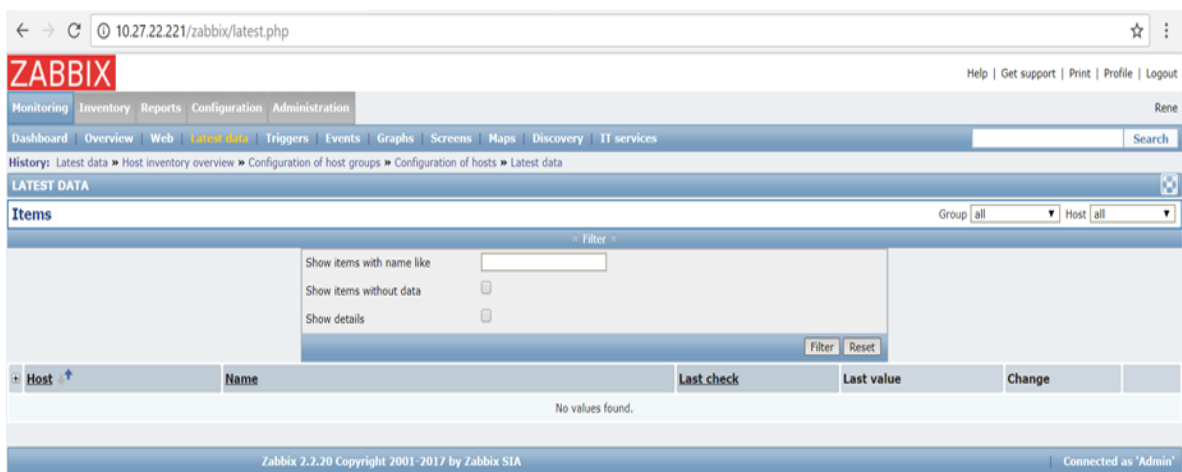 10.27.22.221/zabbix/latest.php
ZABBIX
Help | Get support | Print | Profile | Logout
Monitoring Inventory Reports Configuration Administration
Rene
Dashboard | Overview | Web | Latest data | Triggers | Events | Graphs | Screens | Maps | Discovery | IT services
Search
History: Latest data » Host inventory overview » Configuration of host groups » Configuration of hosts » Latest data
LATEST DATA
Items
Group all Host all
Filter
Show items with name like
Show items without data
Show details
Filter Reset
Host Name Last check Last value Change
No values found.
Zabbix 2.2.20 Copyright 2001-2017 by Zabbix SIA
Connected as 'Admin'